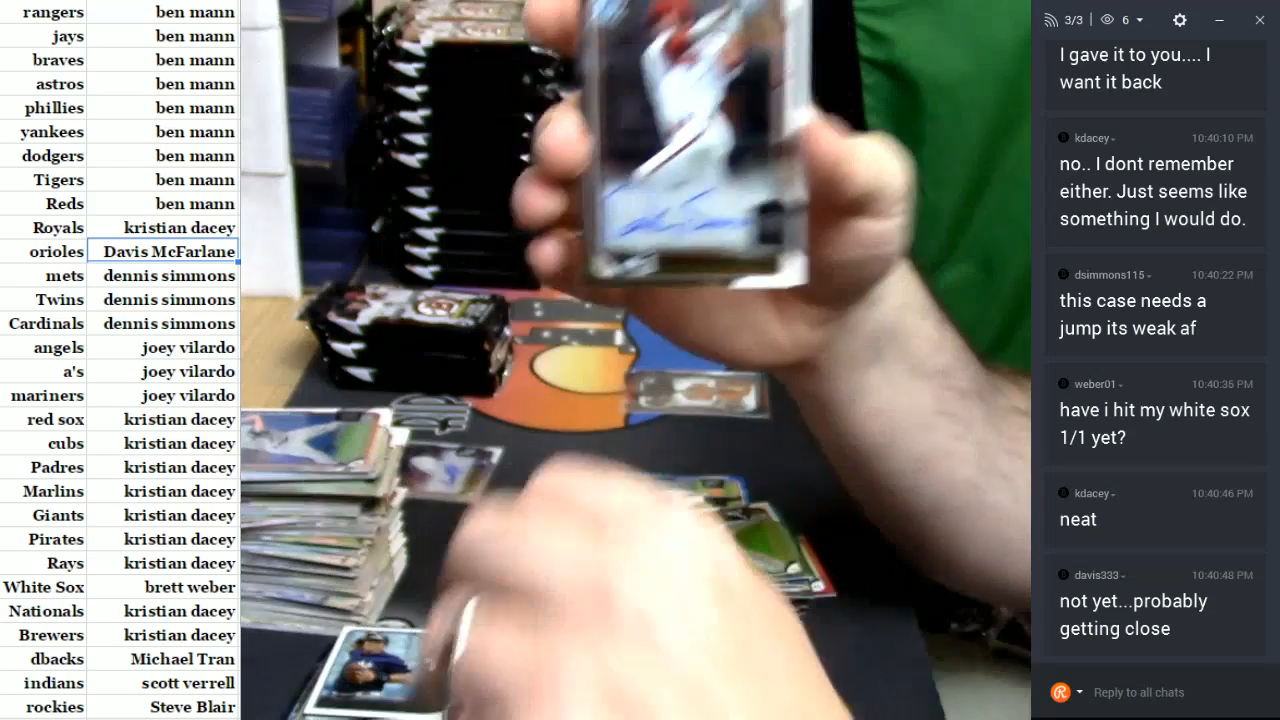 rangers ben mann
jays ben mann
braves ben mann
astros ben mann
phillies ben mann
yankees ben mann
dodgers ben mann
Tigers ben mann
Reds ben mann
Royals kristian dacey
orioles Davis McFarlane
mets dennis simmons
Twins dennis simmons
Cardinals dennis simmons
angels joey vilardo
a's joey vilardo
mariners joey vilardo
red sox kristian dacey
cubs kristian dacey
Padres kristian dacey
Marlins kristian dacey
Giants kristian dacey
Pirates kristian dacey
Rays kristian dacey
White Sox brett weber
Nationals kristian dacey
Brewers kristian dacey
dbacks Michael Tran
indians scott verrell
rockies Steve Blair
3/3 6
I gave it to you.... I
want it back
kdacey 10:40:10 PM
no.. I dont remember
either. Just seems like
something I would do.
dsimmons115 10:40:22 PM
this case needs a
jump its weak af
weber01 10:40:35 PM
have i hit my white sox
1/1 yet?
kdacey 10:40:46 PM
neat
davis333 10:40:48 PM
not yet...probably
getting close
Reply to all chats